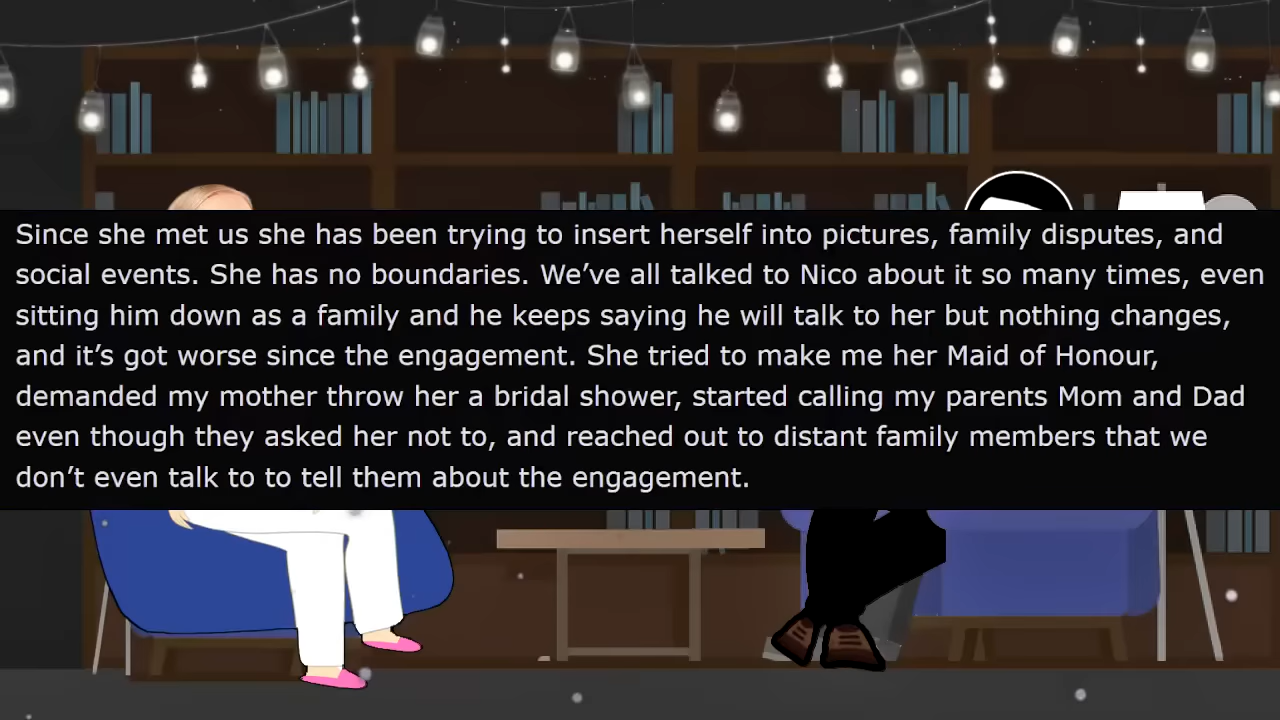 Since she met us she has been trying to insert herself into pictures, family disputes, and
social events. She has no boundaries. We’ve all talked to Nico about it so many times, even
sitting him down as a family and he keeps saying he will talk to her but nothing changes,
and it’s got worse since the engagement. She tried to make me her Maid of Honour,
demanded my mother throw her a bridal shower, started calling my parents Mom and Dad
even though they asked her not to, and reached out to distant family members that we
don’t even talk to to tell them about the engagement.